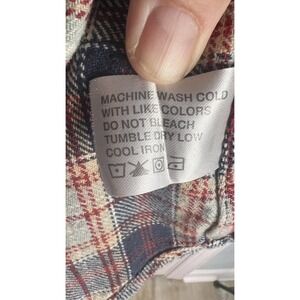 MACHINE WASH COLD
WITH LIKE COLORS
DO NOT BLEACH
TUMBLE DRY LOW
COOL IRON